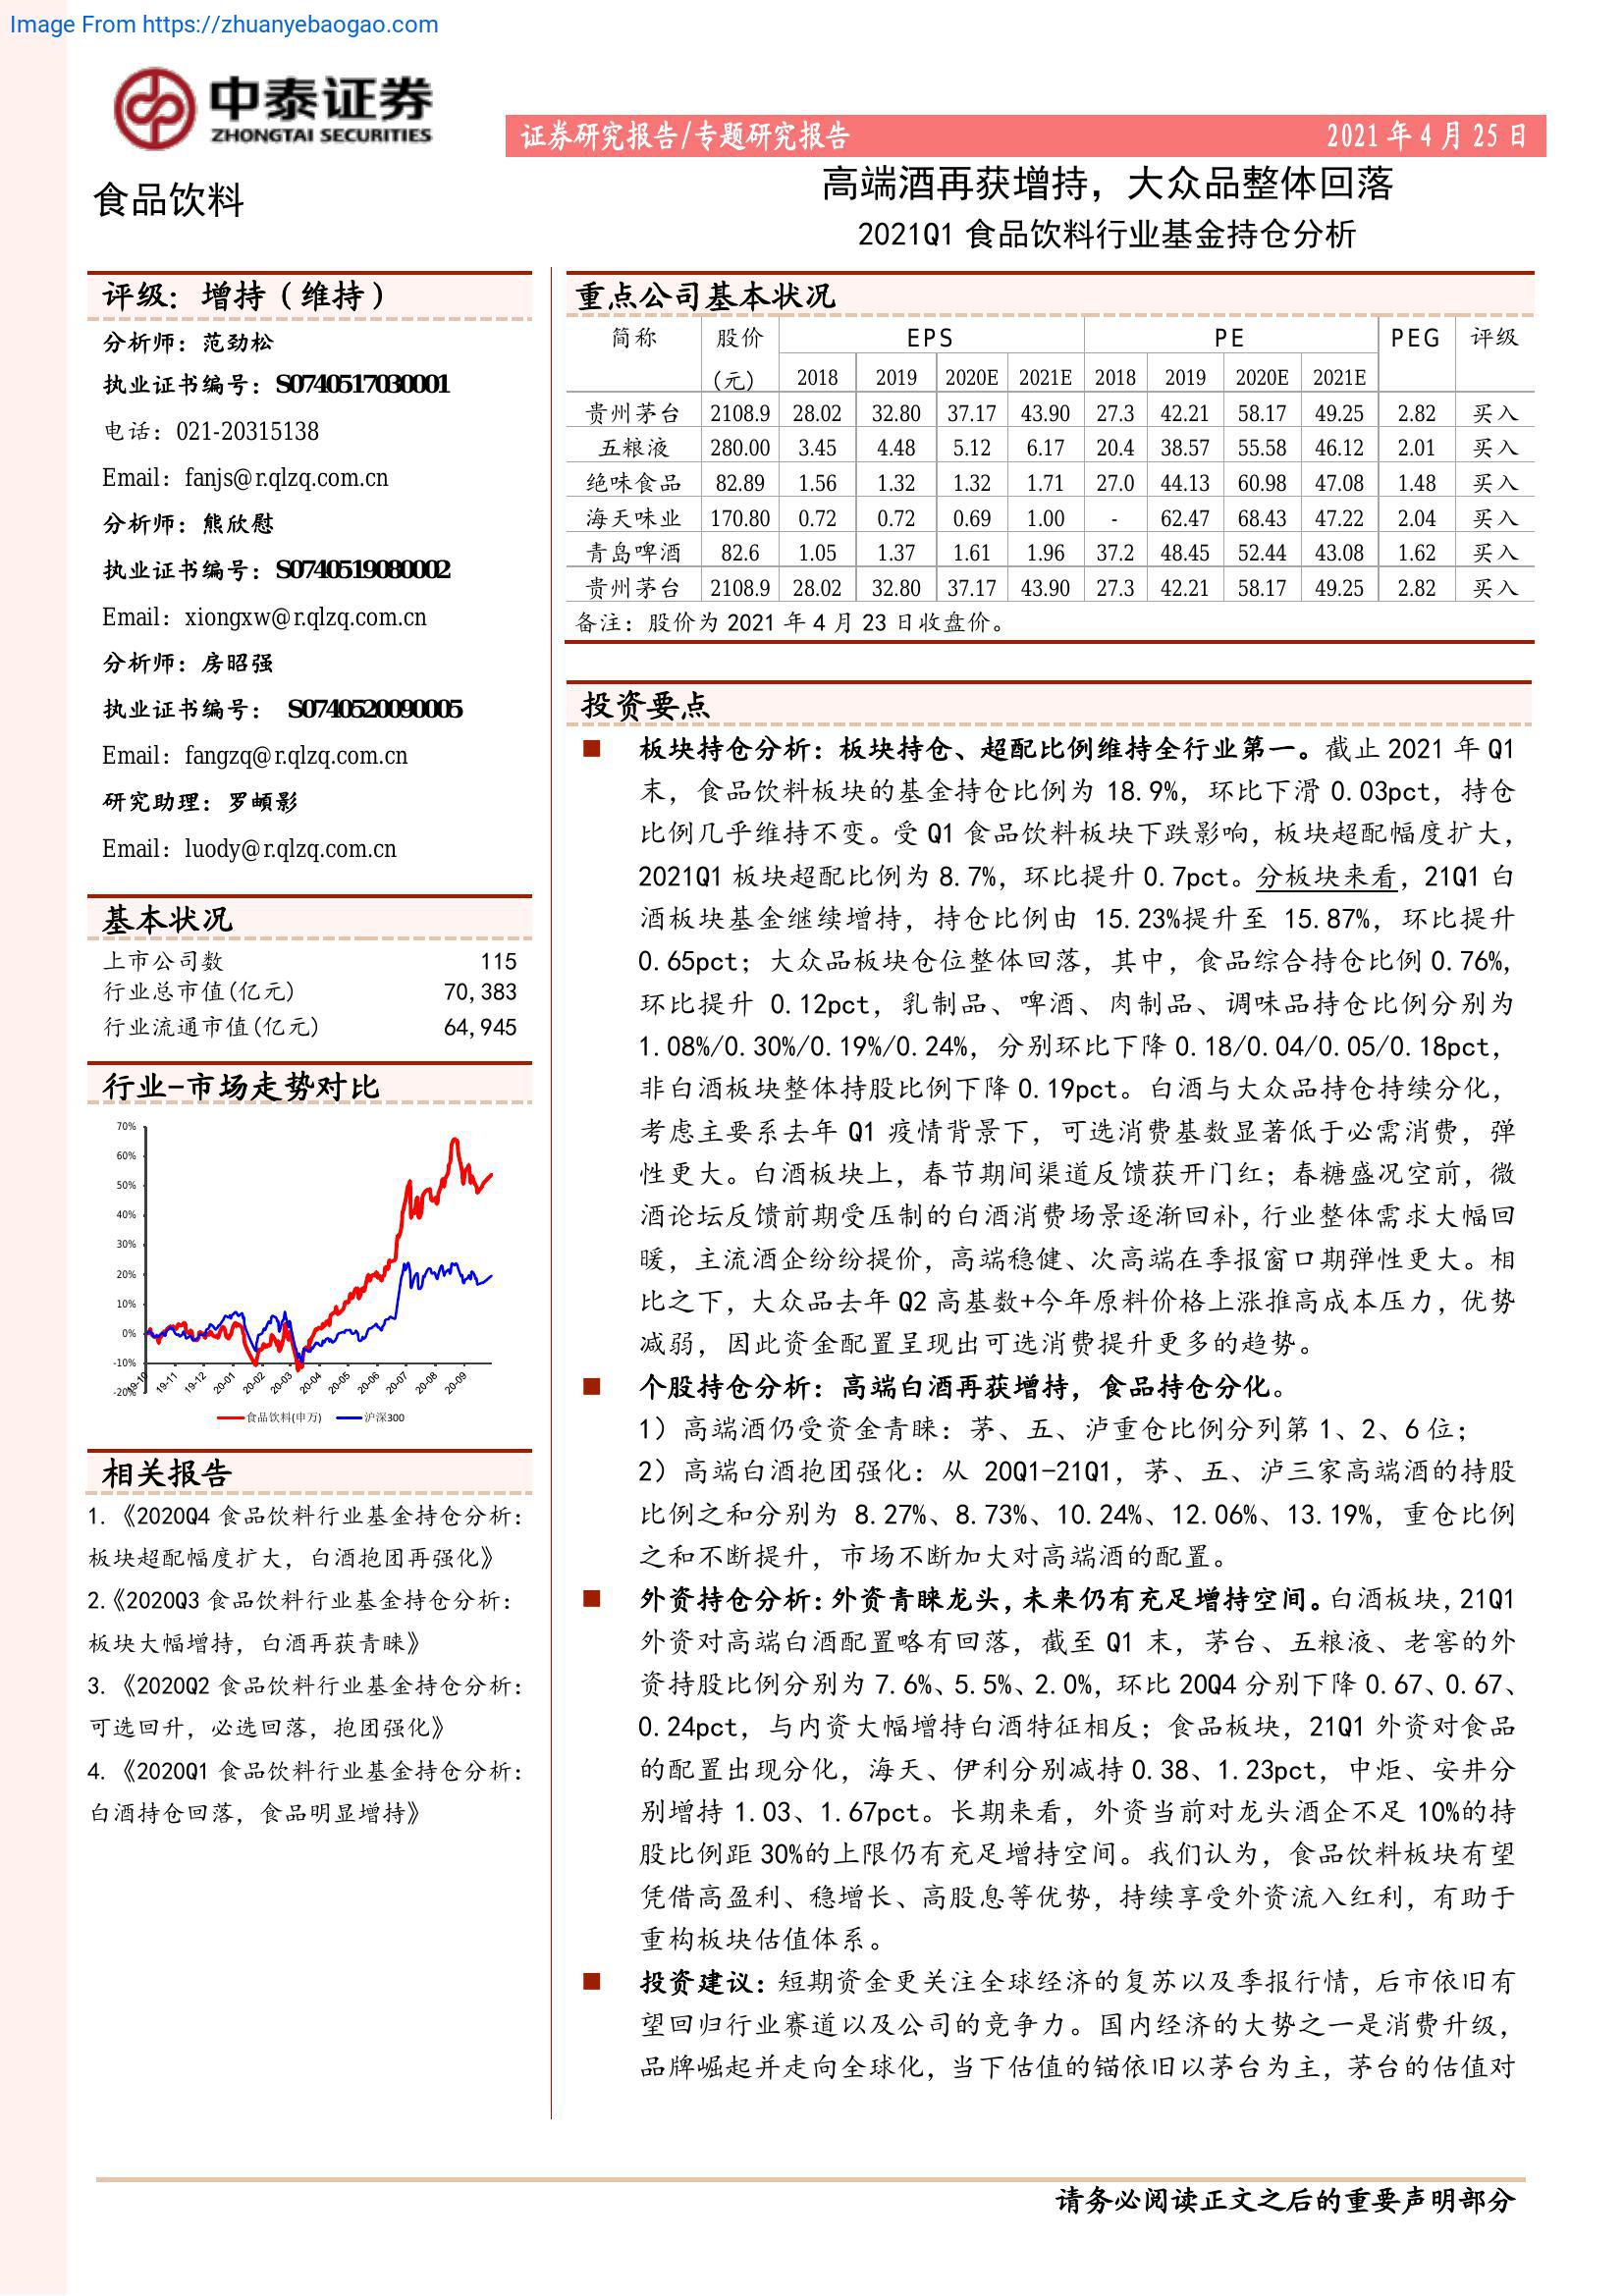 Image From https://zhuanyebaogao.com
中泰证券
ZHONGTAI SECURITIES
证券研究报告/专题研究报告 2021年4月25日
食品饮料
高端酒再获增持，大众品整体回落
2021Q1 食品饮料行业基金持仓分析
评级：增持（维持）
分析师：范劲松
执业证书编号：S0740517030001
电话：021-20315138
Email：fanjs@r.qlzq.com.cn
分析师：熊欣慰
执业证书编号：S0740519080002
Email：xiongxw@r.qlzq.com.cn
分析师：房昭强
执业证书编号： S0740520090005
Email：fangzq@r.qlzq.com.cn
研究助理：罗頔影
Email：luody@r.qlzq.com.cn
基本状况
上市公司数 115
行业总市值(亿元) 70,383
行业流通市值(亿元) 64,945
行业-市场走势对比
70%
60%
50%
40%
30%
20%
10%
0%
-10%
-20%
19-10 19-11 19-12 20-01 20-02 20-03 20-04 20-05 20-06 20-07 20-08 20-09
食品饮料(申万) 沪深300
相关报告
1.《2020Q4 食品饮料行业基金持仓分析：
板块超配幅度扩大，白酒抱团再强化》
2.《2020Q3 食品饮料行业基金持仓分析：
板块大幅增持，白酒再获青睐》
3.《2020Q2 食品饮料行业基金持仓分析：
可选回升，必选回落，抱团强化》
4.《2020Q1 食品饮料行业基金持仓分析：
白酒持仓回落，食品明显增持》
重点公司基本状况
简称 股价 EPS PE PEG 评级
(元) 2018 2019 2020E 2021E 2018 2019 2020E 2021E
贵州茅台 2108.9 28.02 32.80 37.17 43.90 27.3 42.21 58.17 49.25 2.82 买入
五粮液 280.00 3.45 4.48 5.12 6.17 20.4 38.57 55.58 46.12 2.01 买入
绝味食品 82.89 1.56 1.32 1.32 1.71 27.0 44.13 60.98 47.08 1.48 买入
海天味业 170.80 0.72 0.72 0.69 1.00 - 62.47 68.43 47.22 2.04 买入
青岛啤酒 82.6 1.05 1.37 1.61 1.96 37.2 48.45 52.44 43.08 1.62 买入
贵州茅台 2108.9 28.02 32.80 37.17 43.90 27.3 42.21 58.17 49.25 2.82 买入
备注：股价为 2021 年 4 月 23 日收盘价。
投资要点
板块持仓分析：板块持仓、超配比例维持全行业第一。截止 2021 年 Q1
末，食品饮料板块的基金持仓比例为 18.9%，环比下滑 0.03pct，持仓
比例几乎维持不变。受 Q1 食品饮料板块下跌影响，板块超配幅度扩大，
2021Q1 板块超配比例为 8.7%，环比提升 0.7pct。分板块来看，21Q1 白
酒板块基金继续增持，持仓比例由 15.23%提升至 15.87%，环比提升
0.65pct；大众品板块仓位整体回落，其中，食品综合持仓比例 0.76%，
环比提升 0.12pct，乳制品、啤酒、肉制品、调味品持仓比例分别为
1.08%/0.30%/0.19%/0.24%，分别环比下降 0.18/0.04/0.05/0.18pct，
非白酒板块整体持股比例下降 0.19pct。白酒与大众品持仓持续分化，
考虑主要系去年 Q1 疫情背景下，可选消费基数显著低于必需消费，弹
性更大。白酒板块上，春节期间渠道反馈获开门红；春糖盛况空前，微
酒论坛反馈前期受压制的白酒消费场景逐渐回补，行业整体需求大幅回
暖，主流酒企纷纷提价，高端稳健、次高端在季报窗口期弹性更大。相
比之下，大众品去年 Q2 高基数+今年原料价格上涨推高成本压力，优势
减弱，因此资金配置呈现出可选消费提升更多的趋势。
个股持仓分析：高端白酒再获增持，食品持仓分化。
1）高端酒仍受资金青睐：茅、五、泸重仓比例分列第 1、2、6 位；
2）高端白酒抱团强化：从 20Q1-21Q1，茅、五、泸三家高端酒的持股
比例之和分别为 8.27%、8.73%、10.24%、12.06%、13.19%，重仓比例
之和不断提升，市场不断加大对高端酒的配置。
外资持仓分析：外资青睐龙头，未来仍有充足增持空间。白酒板块，21Q1
外资对高端白酒配置略有回落，截至 Q1 末，茅台、五粮液、老窖的外
资持股比例分别为 7.6%、5.5%、2.0%，环比 20Q4 分别下降 0.67、0.67、
0.24pct，与内资大幅增持白酒特征相反；食品板块，21Q1 外资对食品
的配置出现分化，海天、伊利分别减持 0.38、1.23pct，中炬、安井分
别增持 1.03、1.67pct。长期来看，外资当前对龙头酒企不足 10%的持
股比例距 30%的上限仍有充足增持空间。我们认为，食品饮料板块有望
凭借高盈利、稳增长、高股息等优势，持续享受外资流入红利，有助于
重构板块估值体系。
投资建议：短期资金更关注全球经济的复苏以及季报行情，后市依旧有
望回归行业赛道以及公司的竞争力。国内经济的大势之一是消费升级，
品牌崛起并走向全球化，当下估值的锚依旧以茅台为主，茅台的估值对
请务必阅读正文之后的重要声明部分